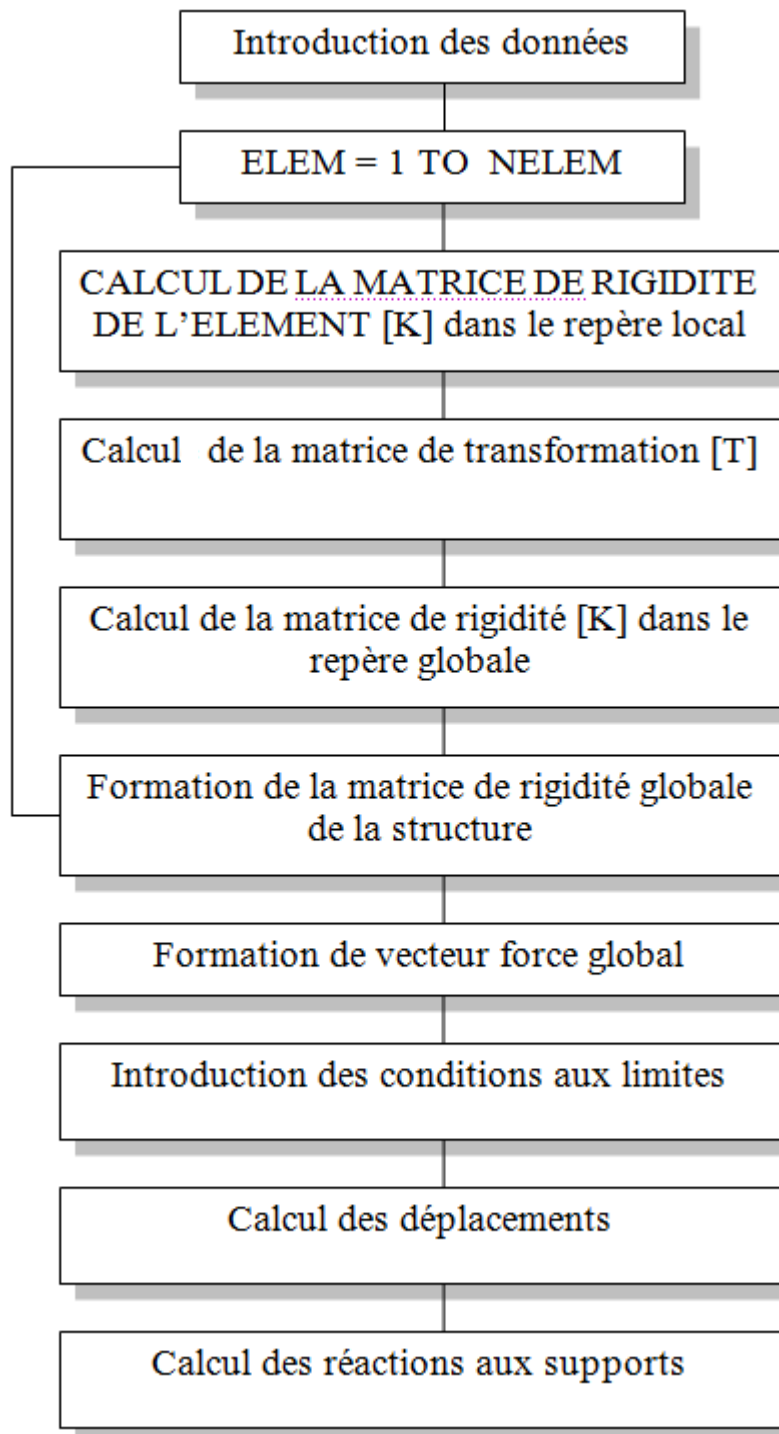 Introduction des données
ELEM = 1 TO NELEM
CALCUL DE LA MATRICE DE RIGIDITE
DE L'ELEMENT [K] dans le repère local
Calcul de la matrice de transformation [T]
Calcul de la matrice de rigidité [K] dans le
repère globale
Formation de la matrice de rigidité globale
de la structure
Formation de vecteur force global
Introduction des conditions aux limites
Calcul des déplacements
Calcul des réactions aux supports